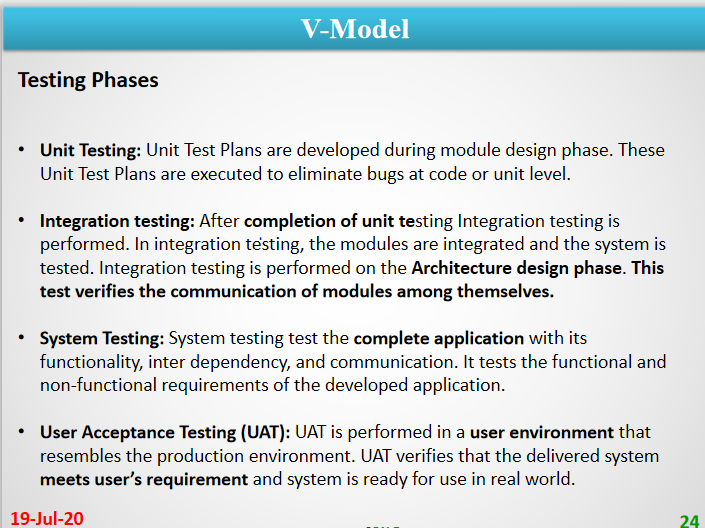 V-Model
Testing Phases
• Unit Testing: Unit Test Plans are developed during module design phase. These
Unit Test Plans are executed to eliminate bugs at code or unit level.
• Integration testing: After completion of unit testing Integration testing is
performed. In integration testing, the modules are integrated and the system is
tested. Integration testing is performed on the Architecture design phase. This
test verifies the communication of modules among themselves.
• System Testing: System testing test the complete application with its
functionality, inter dependency, and communication. It tests the functional and
non-functional requirements of the developed application.
• User Acceptance Testing (UAT): UAT is performed in a user environment that
resembles the production environment. UAT verifies that the delivered system
meets user's requirement and system is ready for use in real world.
19-Jul-20
24